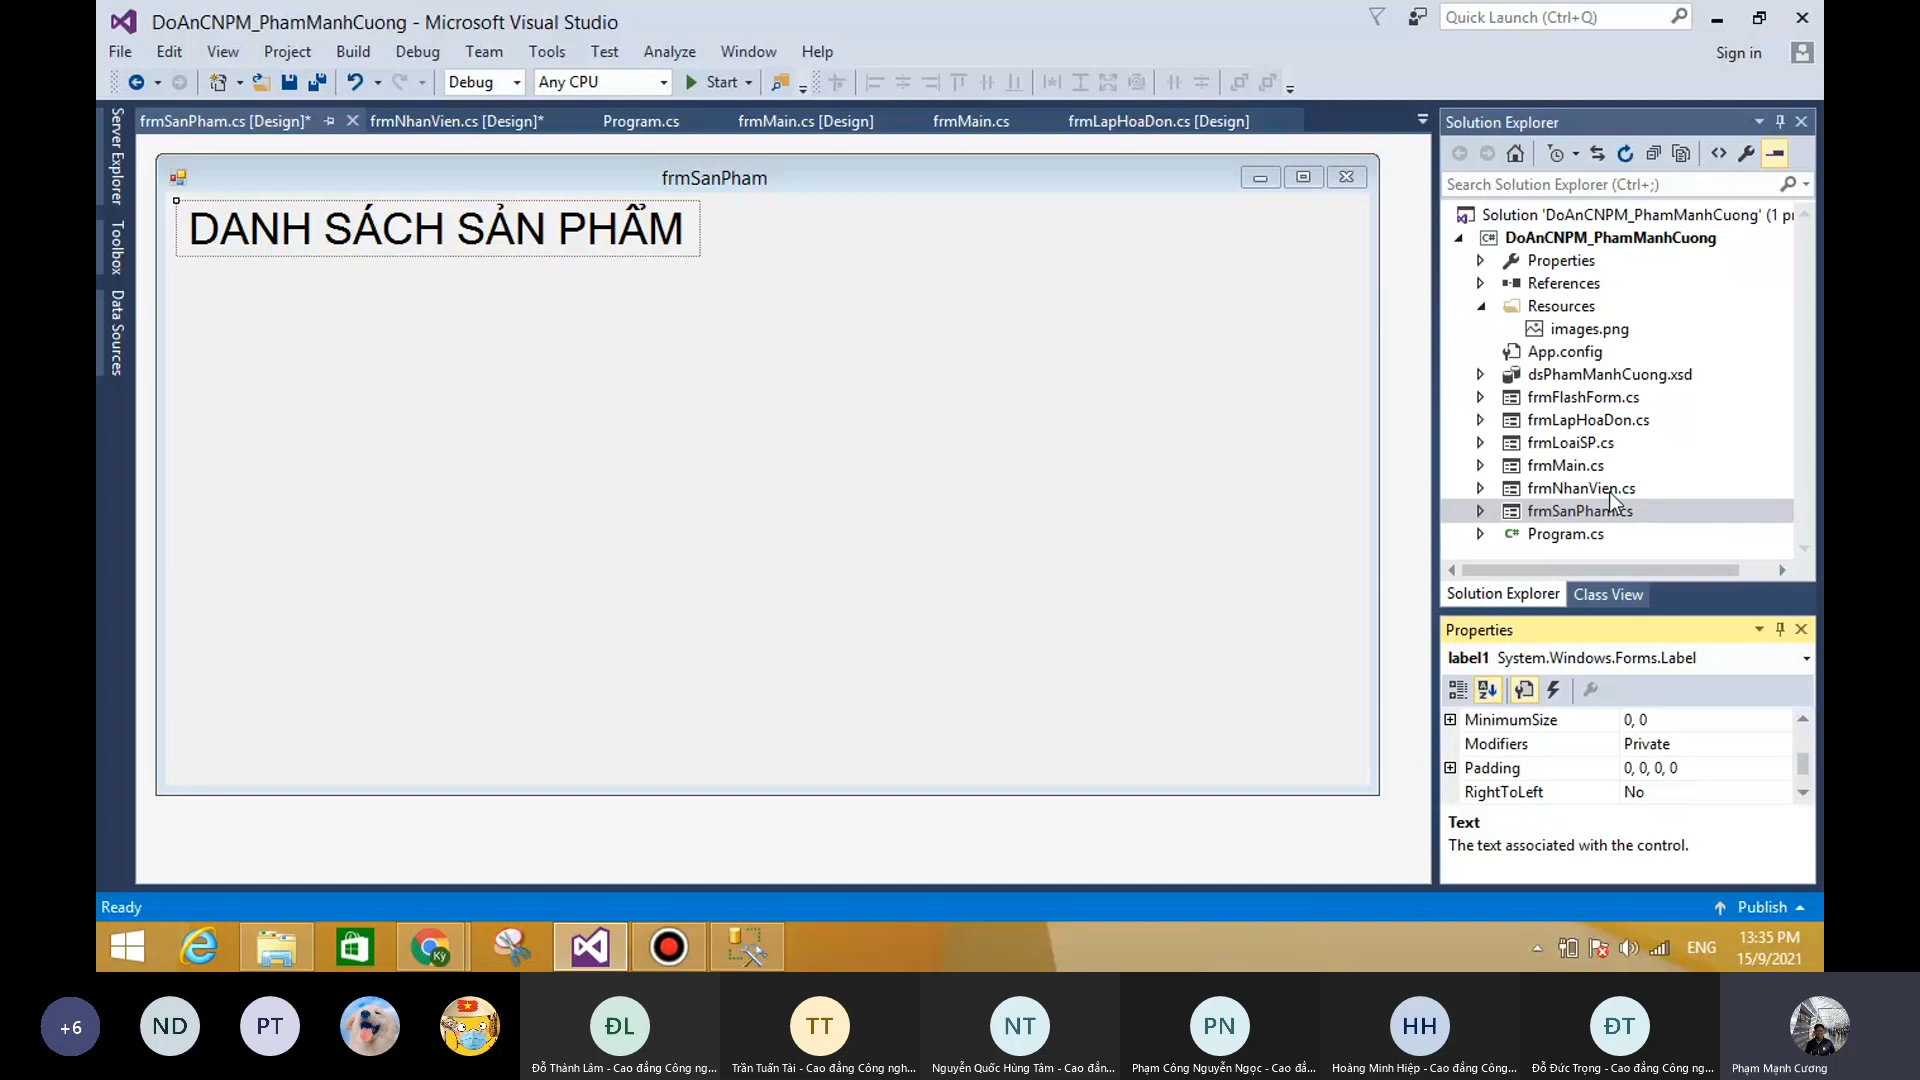 DoAnCNPM_PhamManhCuong - Microsoft Visual Studio
Quick Launch (Ctrl+Q)
File Edit View Project Build Debug Team Tools Test Analyze Window Help
Sign in
Debug Any CPU Start
frmSanPham.cs [Design]* frmNhanVien.cs [Design]* Program.cs frmMain.cs [Design] frmMain.cs frmLapHoaDon.cs [Design]
Server Explorer
Toolbox
Data Sources
frmSanPham
DANH SÁCH SẢN PHẨM
Solution Explorer
Search Solution Explorer (Ctrl+;)
Solution 'DoAnCNPM_PhamManhCuong' (1 pr
DoAnCNPM_PhamManhCuong
Properties
References
Resources
images.png
App.config
dsPhamManhCuong.xsd
frmFlashForm.cs
frmLapHoaDon.cs
frmLoaiSP.cs
frmMain.cs
frmNhanVien.cs
frmSanPham.cs
Program.cs
Solution Explorer Class View
Properties
label1 System.Windows.Forms.Label
MinimumSize 0, 0
Modifiers Private
Padding 0, 0, 0, 0
RightToLeft No
Text
The text associated with the control.
Ready
Publish
Kỳ
ENG
13:35 PM
15/9/2021
+6
ND
PT
ĐL
TT
NT
PN
HH
ĐT
Đỗ Thành Lâm - Cao đẳng Công ng...
Trần Tuấn Tài - Cao đẳng Công ngh...
Nguyễn Quốc Hùng Tâm - Cao đẳn...
Phạm Công Nguyễn Ngọc - Cao đẳ...
Hoàng Minh Hiệp - Cao đẳng Công...
Đỗ Đức Trọng - Cao đẳng Công ng...
Phạm Mạnh Cương